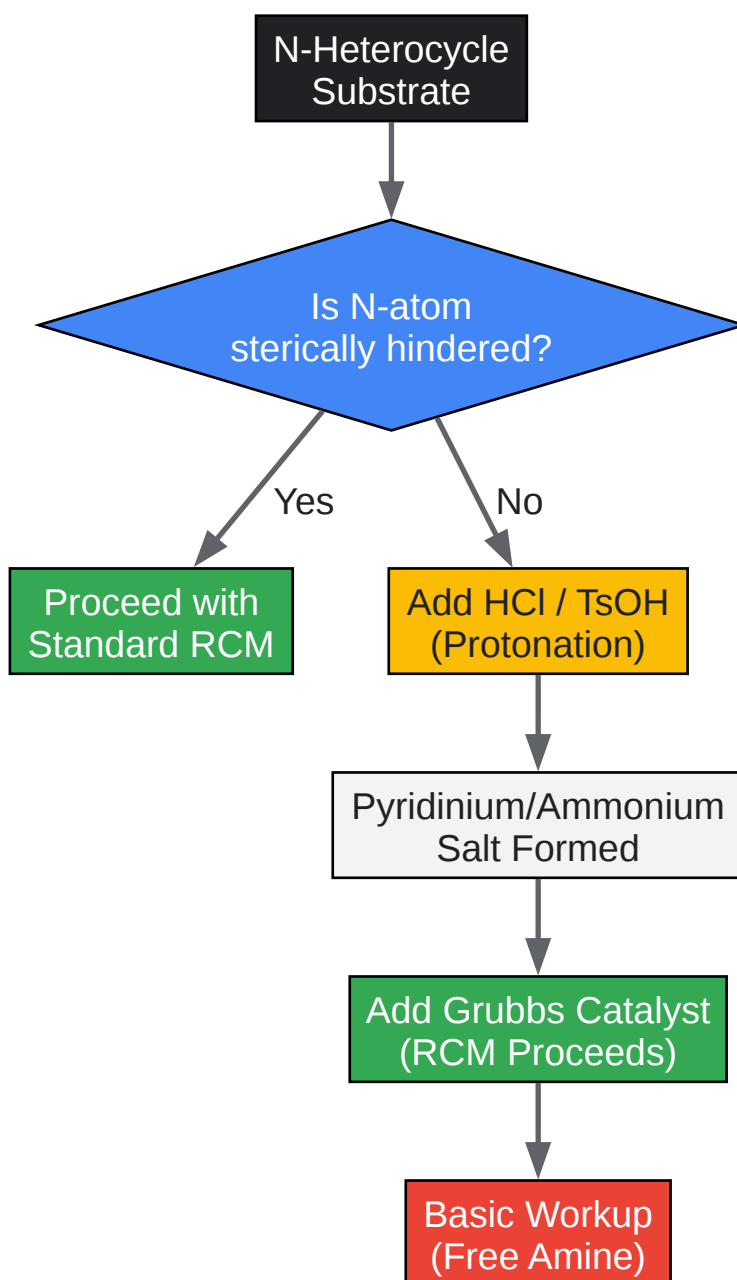 N-Heterocycle
Substrate
Is N-atom
sterically hindered?
Yes
No
Proceed with
Standard RCM
Add HCl / TsOH
(Protonation)
Pyridinium/Ammonium
Salt Formed
Add Grubbs Catalyst
(RCM Proceeds)
Basic Workup
(Free Amine)